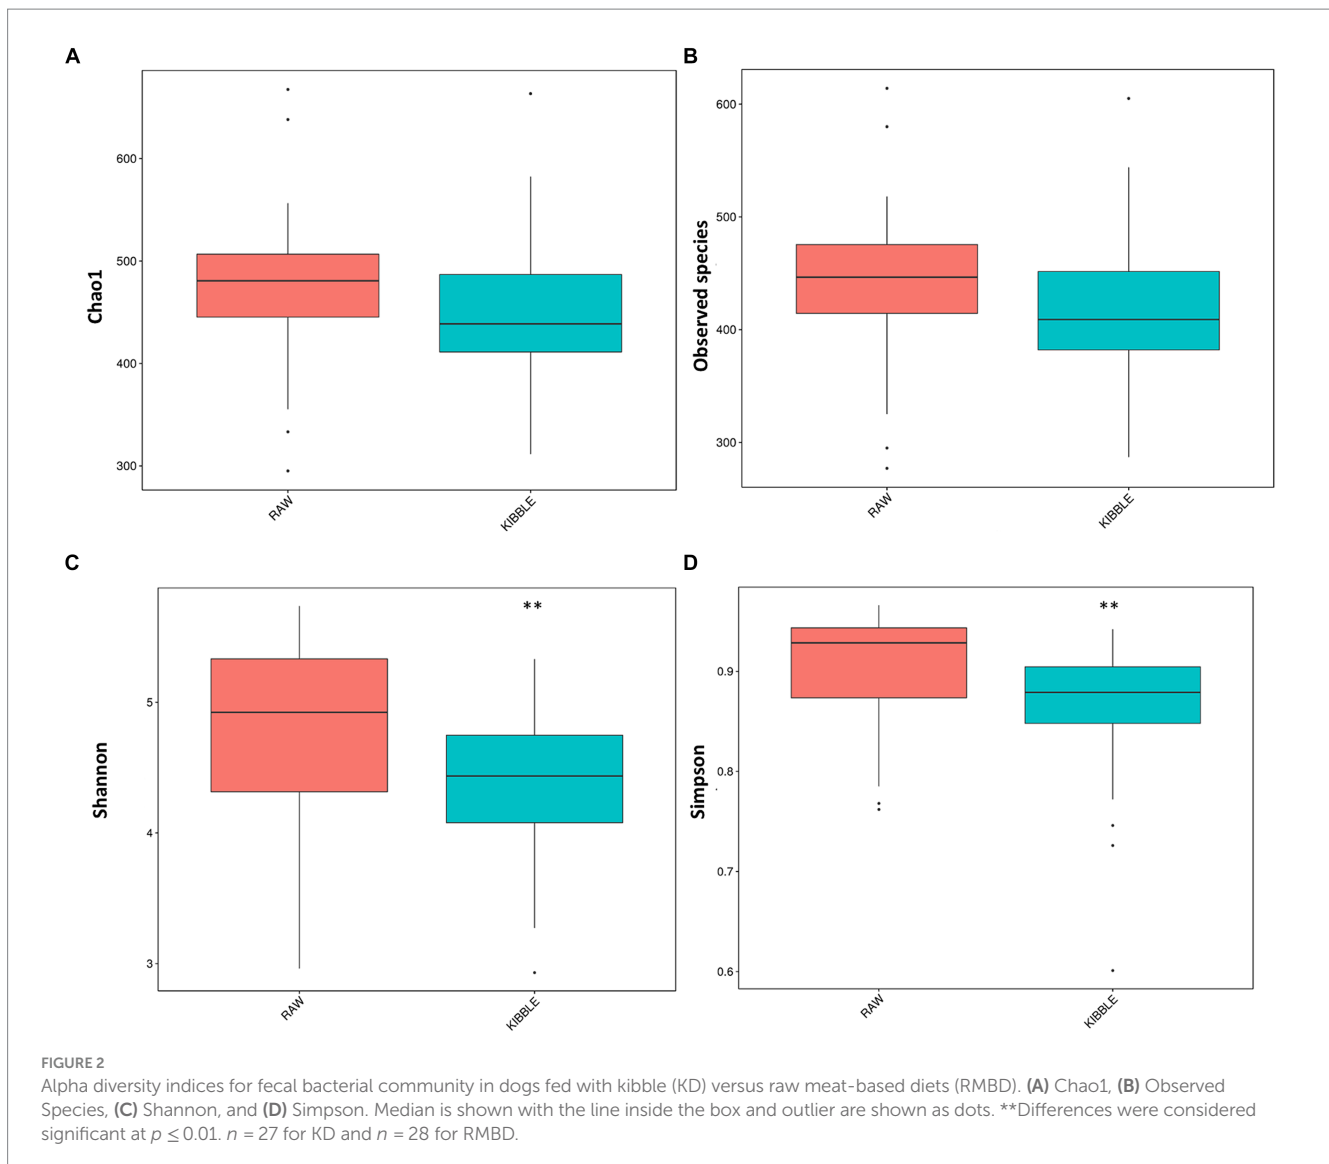 A
Chao1
600
500
400
300
RAW
KIBBLE
B
Observed species
600
500
400
300
RAW
KIBBLE
C
Shannon
**
5
4
3
RAW
KIBBLE
D
Simpson
**
0.9
0.8
0.7
0.6
RAW
KIBBLE
FIGURE 2
Alpha diversity indices for fecal bacterial community in dogs fed with kibble (KD) versus raw meat-based diets (RMBD). (A) Chao1, (B) Observed
Species, (C) Shannon, and (D) Simpson. Median is shown with the line inside the box and outlier are shown as dots. **Differences were considered
significant at p ≤ 0.01. n = 27 for KD and n = 28 for RMBD.